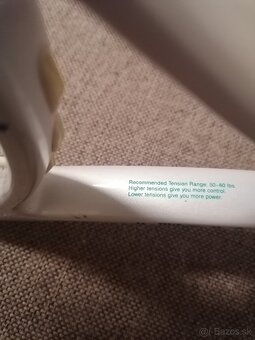 Recommended Tension Range: 50-60 lbs.
Higher tensions give you more control.
Lower tensions give you more power.
Bazos.sk